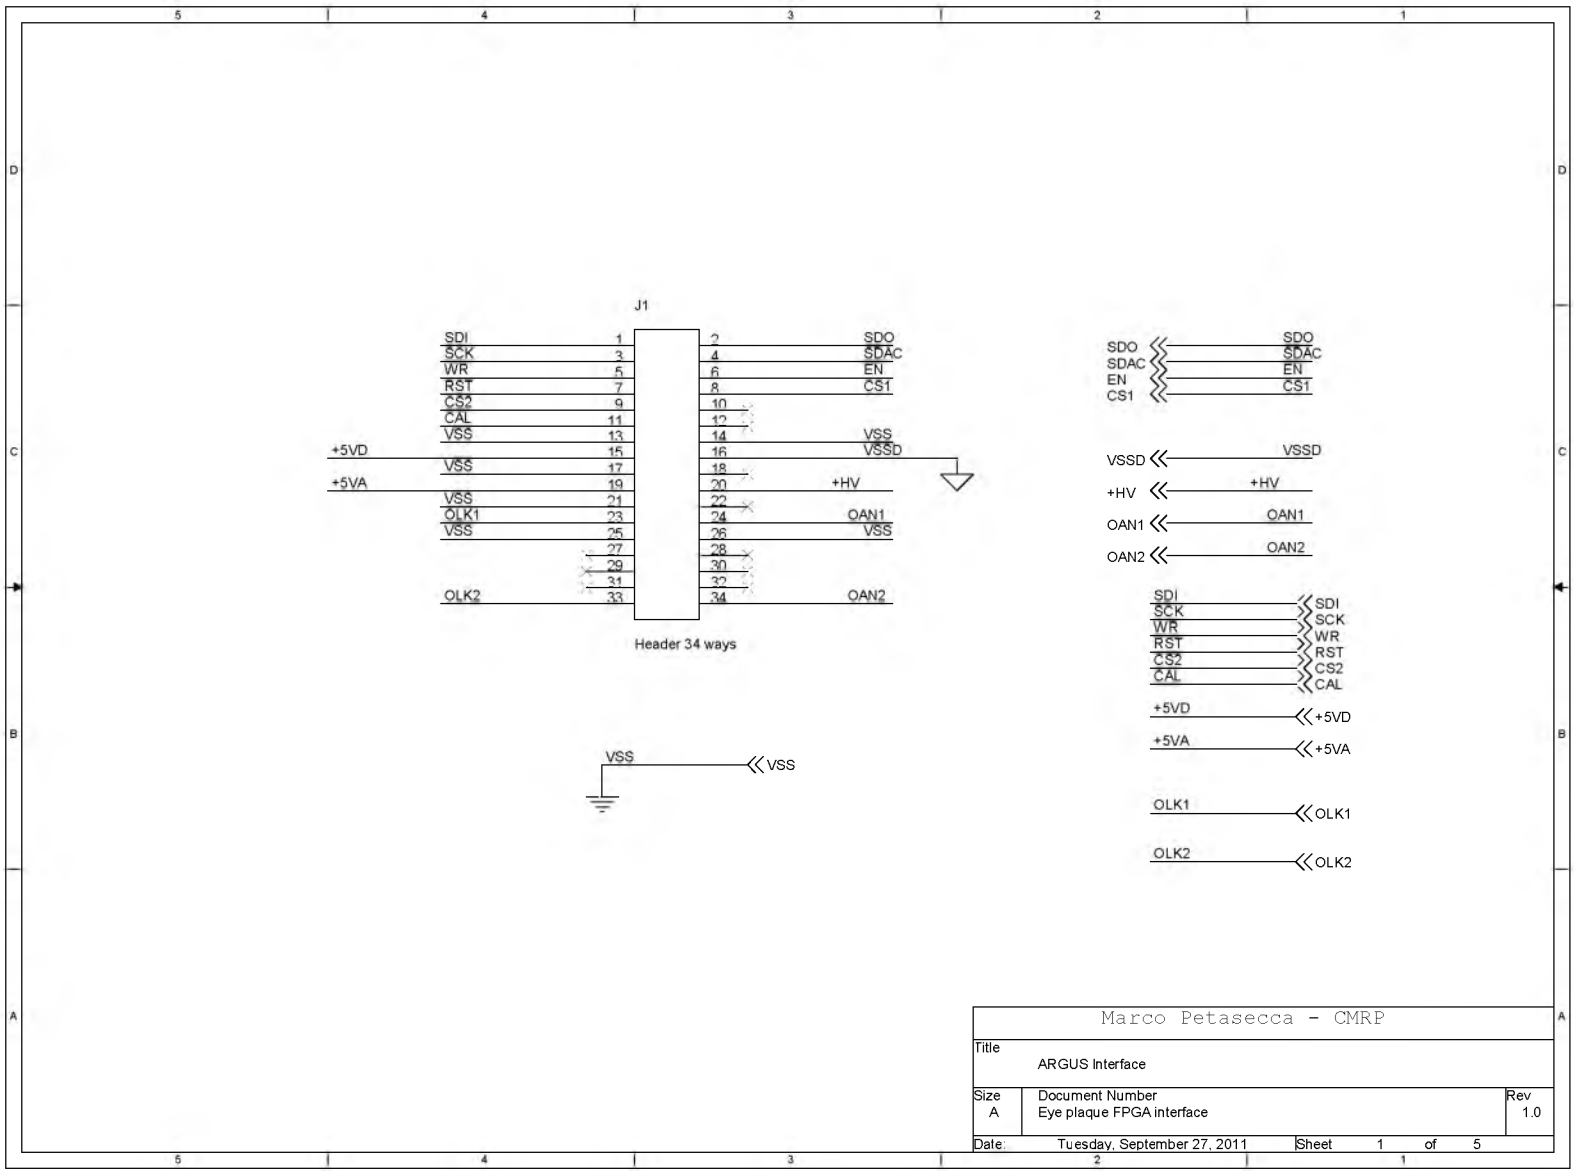 5 4 3 2 1
D D
J1
SDI 1 2 SDO
SCK 3 4 SDAC
WR 5 6 EN
RST 7 8 CS1
CS2 9 10
CAL 11 12
VSS 13 14 VSS
+5VD 15 16 VSSD
VSS 17 18
+5VA 19 20 +HV
VSS 21 22
OLK1 23 24 OAN1
VSS 25 26 VSS
27 28
29 30
31 32
OLK2 33 34 OAN2
Header 34 ways
SDO SDO
SDAC SDAC
EN EN
CS1 CS1
C C
VSSD VSSD
+HV +HV
OAN1 OAN1
OAN2 OAN2
SDI SDI
SCK SCK
WR WR
RST RST
CS2 CS2
CAL CAL
+5VD +5VD
B B
+5VA +5VA
VSS VSS
OLK1 OLK1
OLK2 OLK2
A A
Marco Petasecca - CMRP
Title
ARGUS Interface
Size Document Number Rev
A Eye plaque FPGA interface 1.0
Date: Tuesday, September 27, 2011 Sheet 1 of 5
5 4 3 2 1